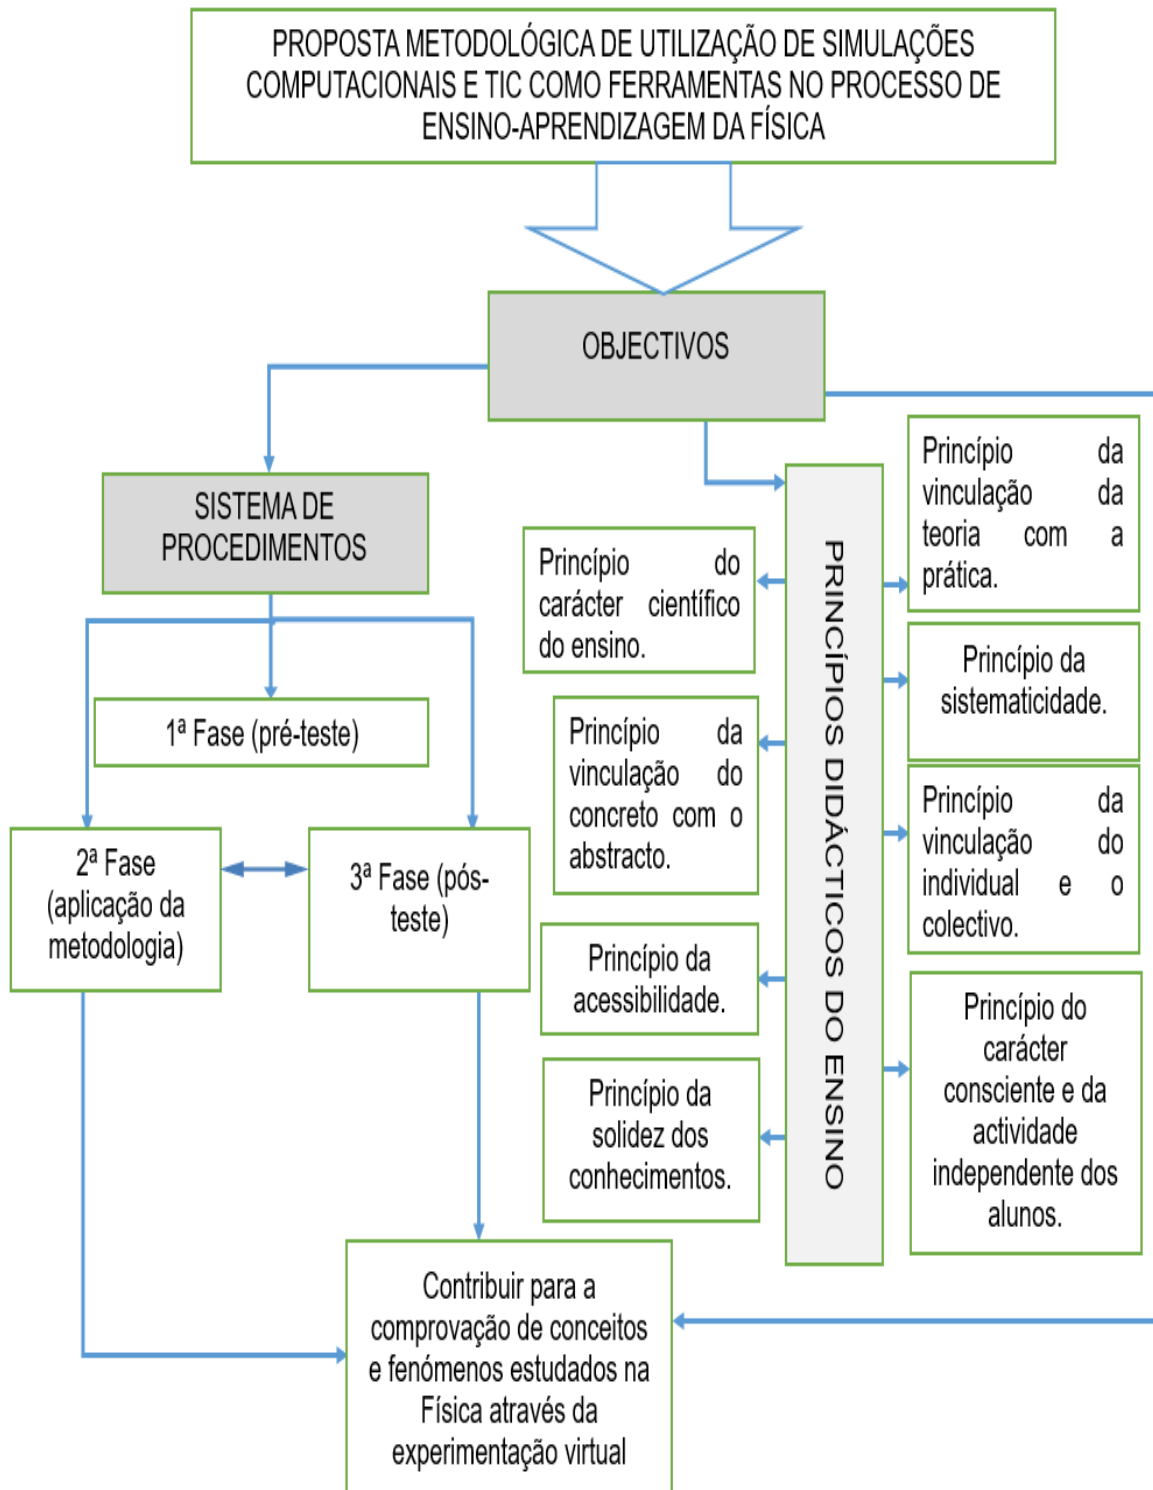 PROPOSTA METODOLÓGICA DE UTILIZAÇÃO DE SIMULAÇÕES
COMPUTACIONAIS E TIC COMO FERRAMENTAS NO PROCESSO DE
ENSINO-APRENDIZAGEM DA FÍSICA
OBJECTIVOS
SISTEMA DE
PROCEDIMENTOS
1ª Fase (pré-teste)
2ª Fase
(aplicação da
metodologia)
3ª Fase (pós-
teste)
PRINCÍPIOS DIDÁCTICOS DO ENSINO
Princípio do
carácter científico
do ensino.
Princípio da
vinculação do
concreto com o
abstracto.
Princípio da
acessibilidade.
Princípio da
solidez dos
conhecimentos.
Princípio da
vinculação da
teoria com a
prática.
Princípio da
sistematicidade.
Princípio da
vinculação do
individual e o
colectivo.
Princípio do
carácter
consciente e da
actividade
independente dos
alunos.
Contribuir para a
comprovação de conceitos
e fenómenos estudados na
Física através da
experimentação virtual